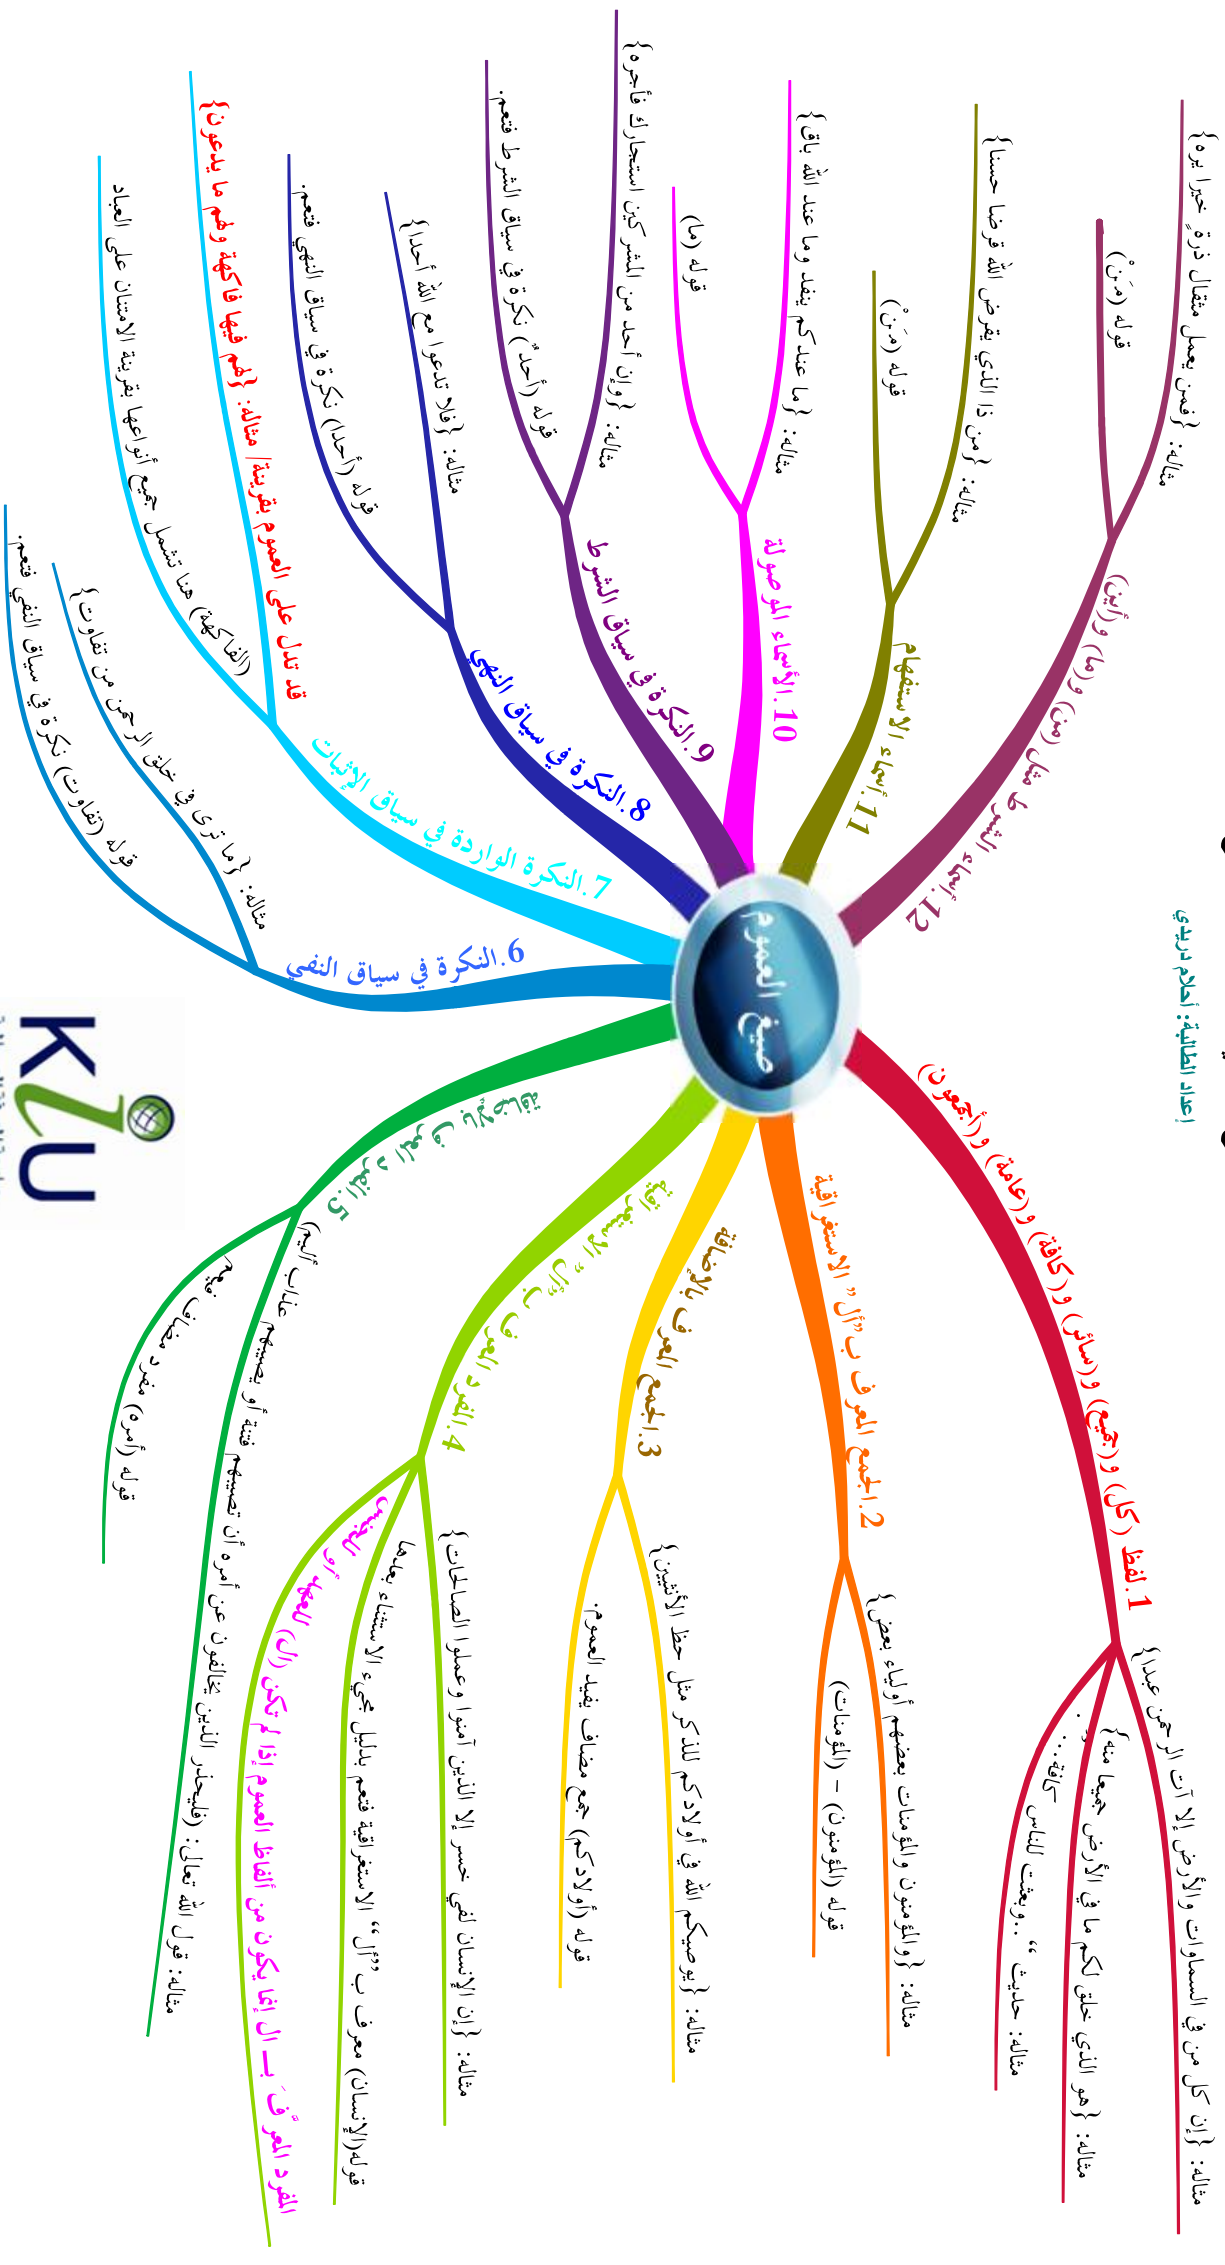 إعداد الطالبة: أحلام دريدي
صيغ العموم
1.لفظ (كل) و(جميع) و(سائر) و(كافة) و(عامة) و(أجمعون)
مثاله: {إن كل من في السماوات والأرض إلا آت الرحمن عبدا}
مثاله: {هو الذي خلق لكم ما في الأرض جميعا منه}
مثاله: حديث “ ..وبعثت للناس كافة..
2.الجمع المعرف ب”أل” الاستغراقية
مثاله: {والمؤمنون والمؤمنات بعضهم أولياء بعض}
قوله (المؤمنون) – (المؤمنات)
3.الجمع المعرف بالإضافة
مثاله: {يوصيكم الله في أولادكم للذكر مثل حظ الأنثيين}
قوله (أولادكم) جمع مضاف يفيد العموم.
4.المفرد المعرف ب”أل” الاستغراقية
مثاله: {إن الإنسان لفي خسر إلا الذين آمنوا وعملوا الصالحات}
قوله(الإنسان) معرف ب ”أل“ الاستغراقية فتعم بدليل مجيء الاستثناء بعدها
المفرد المعرَّفَ بـ ال إنما يكون من ألفاظ العموم إذا لم تكن (ال) للعهد أو للجنس
5.المفرد المعرف بالإضافة
مثاله: قول الله تعالى: (فليحذر الذين يخالفون عن أمره أن تصيبهم فتنة أو يصيبهم عذاب أليم)
قوله (أمره) مفرد مضاف فيعم
6.النكرة في سياق النفي
مثاله: {ما ترى في خلق الرحمن من تفاوت}
قوله (تفاوت) نكرة في سياق النفي فتعم.
7.النكرة الواردة في سياق الإثبات
قد تدل على العموم بقرينة/ مثاله: {لهم فيها فاكهة ولهم ما يدعون}
(الفاكهة) هنا تشمل جميع أنواعها بقرينة الامتنان على العباد
8.النكرة في سياق النهي
مثاله: {فلا تدعوا مع الله أحدا}
قوله (أحدا) نكرة في سياق النهي فتعم.
9.النكرة في سياق الشرط
مثاله: {وإن أحد من المشركين استجارك فأجره}
قوله (أحدٌ) نكرة في سياق الشرط فتعم.
10.الأسماء الموصولة
مثاله: {ما عندكم ينفد وما عند الله باق}
قوله (ما)
11.أسماء الاستفهام
مثاله: {من ذا الذي يقرض الله قرضا حسنا}
قوله (مَنْ)
12.أسماء الشرط مثل (من) و(ما) و(أين)
مثاله: {فمن يعمل مثقال ذرةٍ خيرا يره}
قوله (مَنْ)
KiU